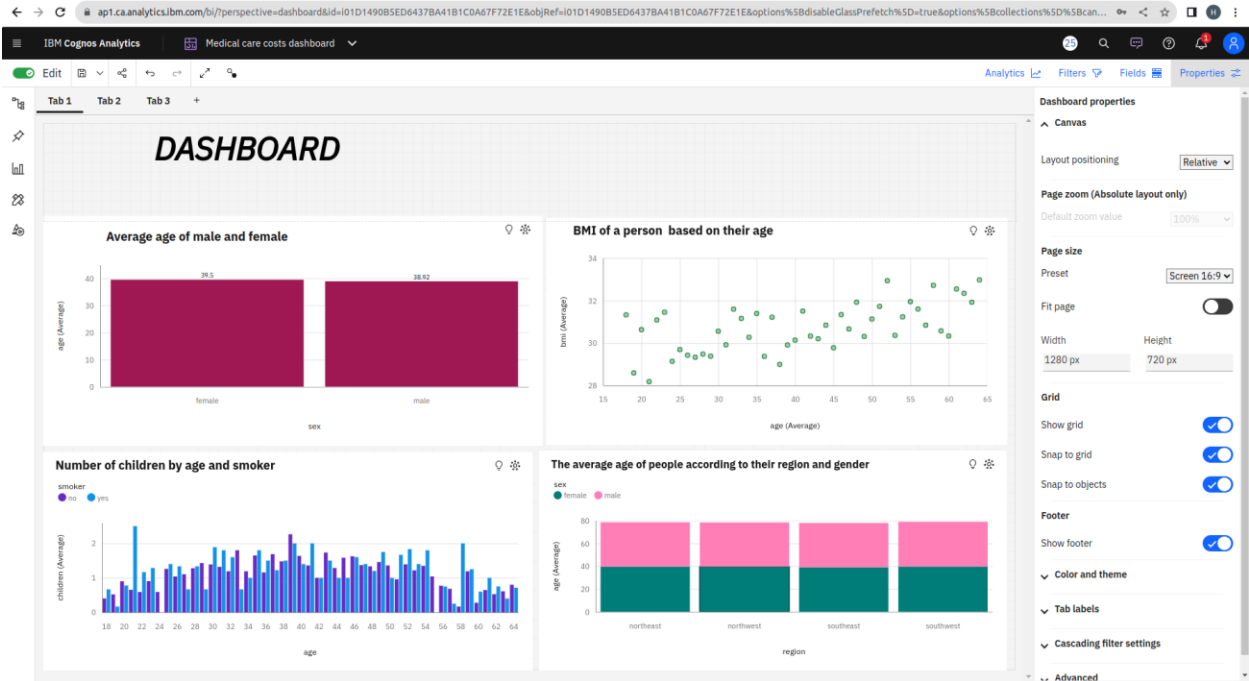 ap1.ca.analytics.ibm.com/bi/?perspective=dashboard&id=i01D1490B5ED6437BA41B1C0A67F72E1E&objRef=i01D1490B5ED6437BA41B1C0A67F72E1E&options%5BdisableGlassPrefetch%5D=true&options%5Bcollections%5D%5Bcan... H
IBM Cognos Analytics Medical care costs dashboard 25 1
Edit Analytics Filters Fields Properties
Tab 1 Tab 2 Tab 3 +
DASHBOARD
Average age of male and female
age (Average)
40
30
20
10
0
39.5 38.92
female male
sex
BMI of a person based on their age
bmi (Average)
34
32
30
28
15 20 25 30 35 40 45 50 55 60 65
age (Average)
Number of children by age and smoker
smoker
no yes
children (Average)
2
1
0
18 20 22 24 26 28 30 32 34 36 38 40 42 44 46 48 50 52 54 56 58 60 62 64
age
The average age of people according to their region and gender
sex
female male
age (Average)
80
60
40
20
0
northeast northwest southeast southwest
region
Dashboard properties
Canvas
Layout positioning Relative
Page zoom (Absolute layout only)
Default zoom value 100%
Page size
Preset Screen 16:9
Fit page
Width Height
1280 px 720 px
Grid
Show grid
Snap to grid
Snap to objects
Footer
Show footer
Color and theme
Tab labels
Cascading filter settings
Advanced